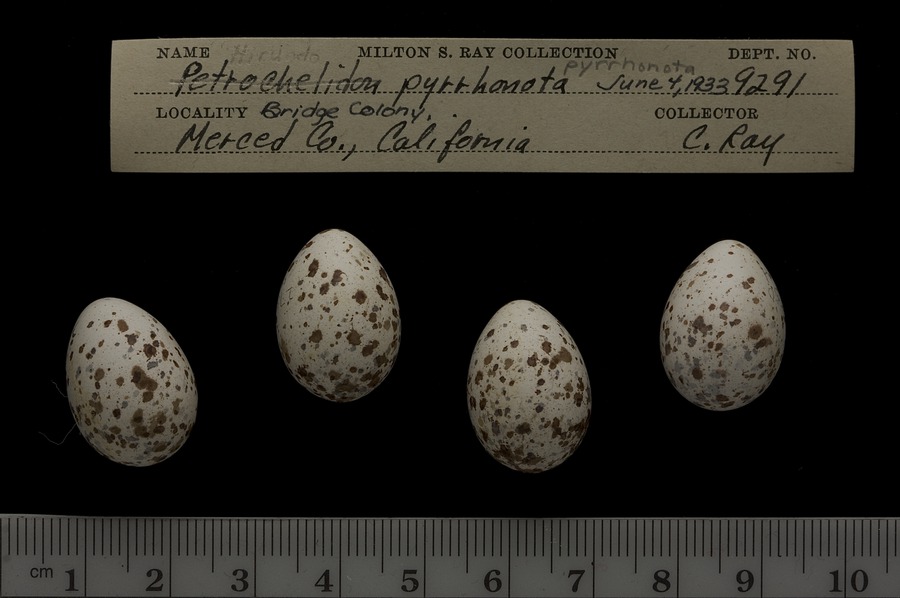 NAME Hirundo MILTON S. RAY COLLECTION DEPT. NO.
pyrrhonota
Petrochelidon pyrrhonota June 4, 1933 9291
LOCALITY Bridge Colony, COLLECTOR
Merced Co., California C. Ray
cm 1 2 3 4 5 6 7 8 9 10